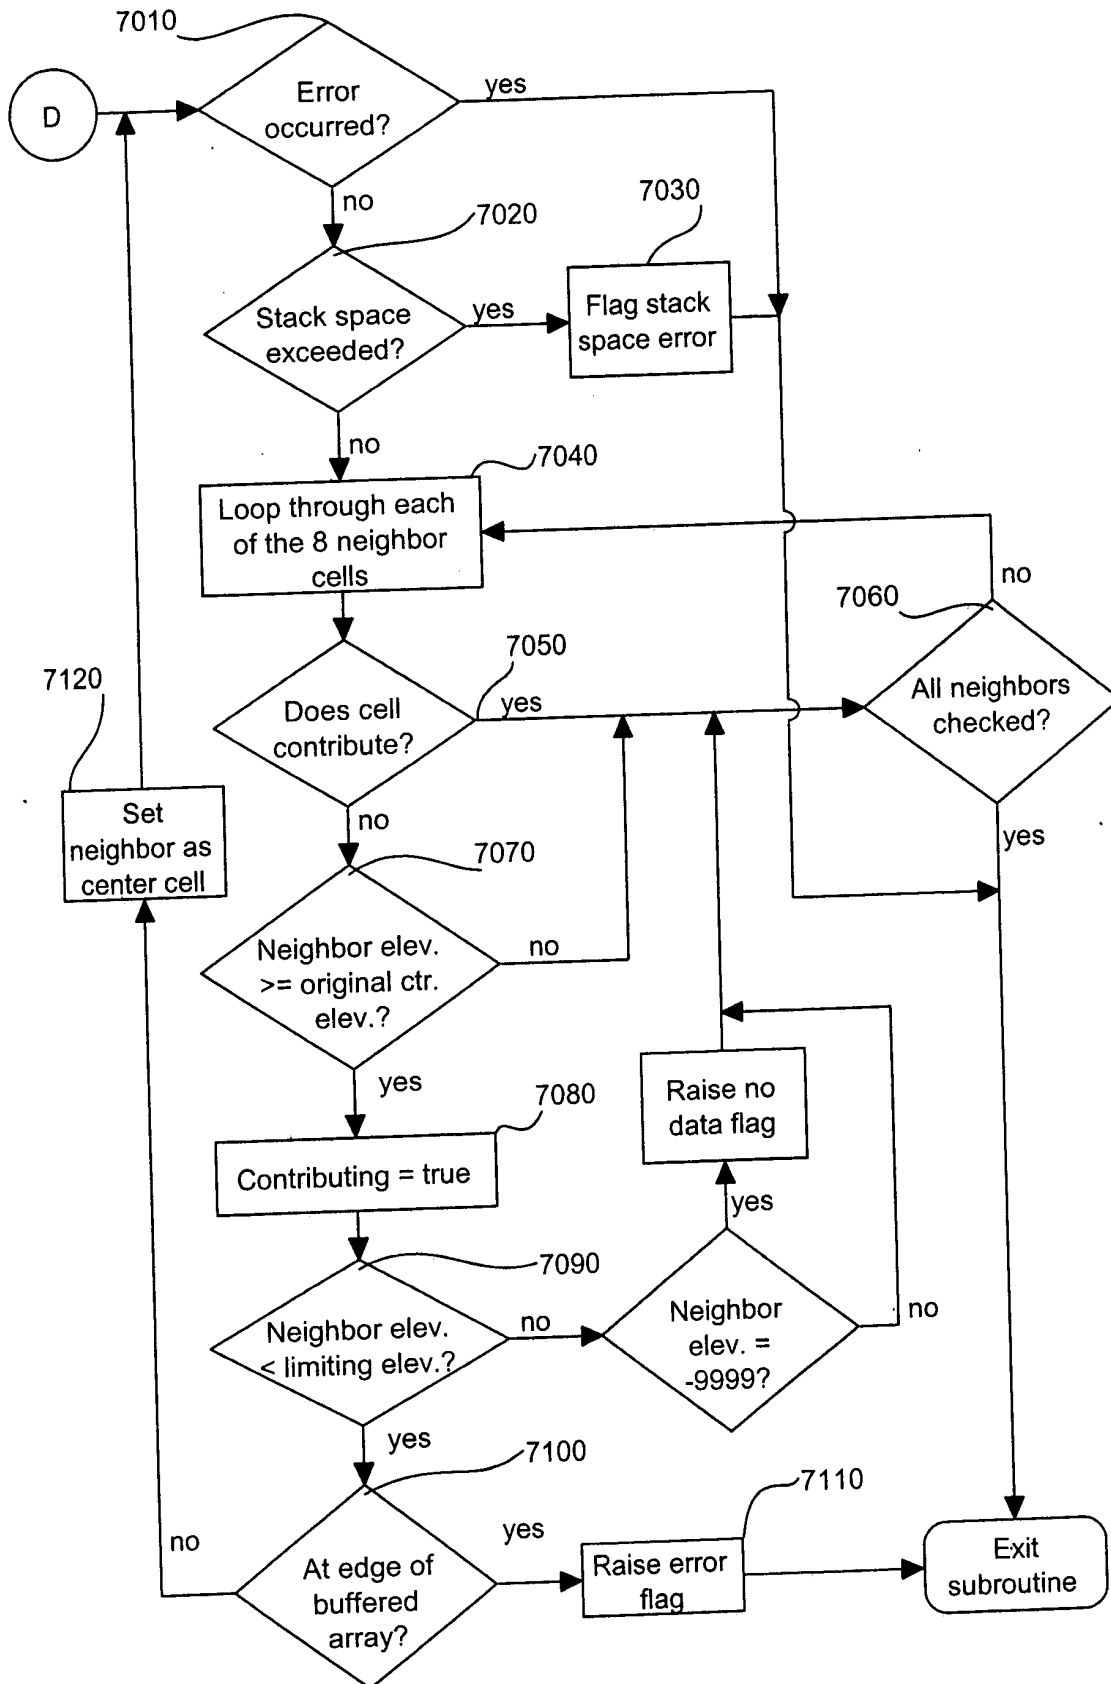 7010
D
Error
occurred?
yes
no
7020
7030
Stack space
exceeded?
yes
Flag stack
space error
no
7040
Loop through each
of the 8 neighbor
cells
no
7060
7050
Does cell
contribute?
yes
All neighbors
checked?
7120
Set
neighbor as
center cell
no
yes
7070
Neighbor elev.
>= original ctr.
elev.?
no
yes
7080
Raise no
data flag
Contributing = true
yes
7090
Neighbor elev.
< limiting elev.?
no
Neighbor
elev. =
-9999?
no
yes
7100
7110
no
At edge of
buffered
array?
yes
Raise error
flag
Exit
subroutine